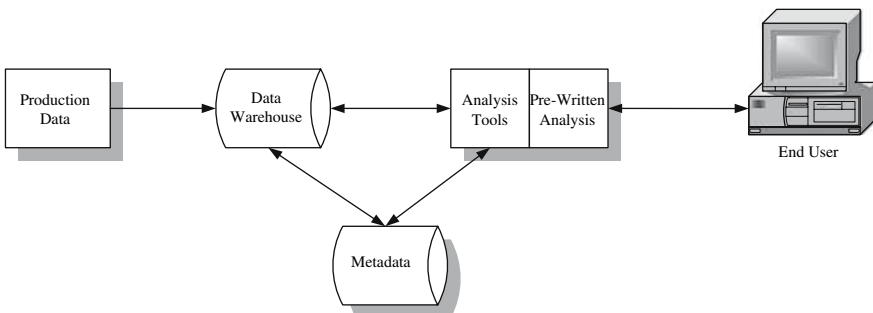 Production
Data
Data
Warehouse
Analysis
Tools
Pre-Written
Analysis
End User
Metadata